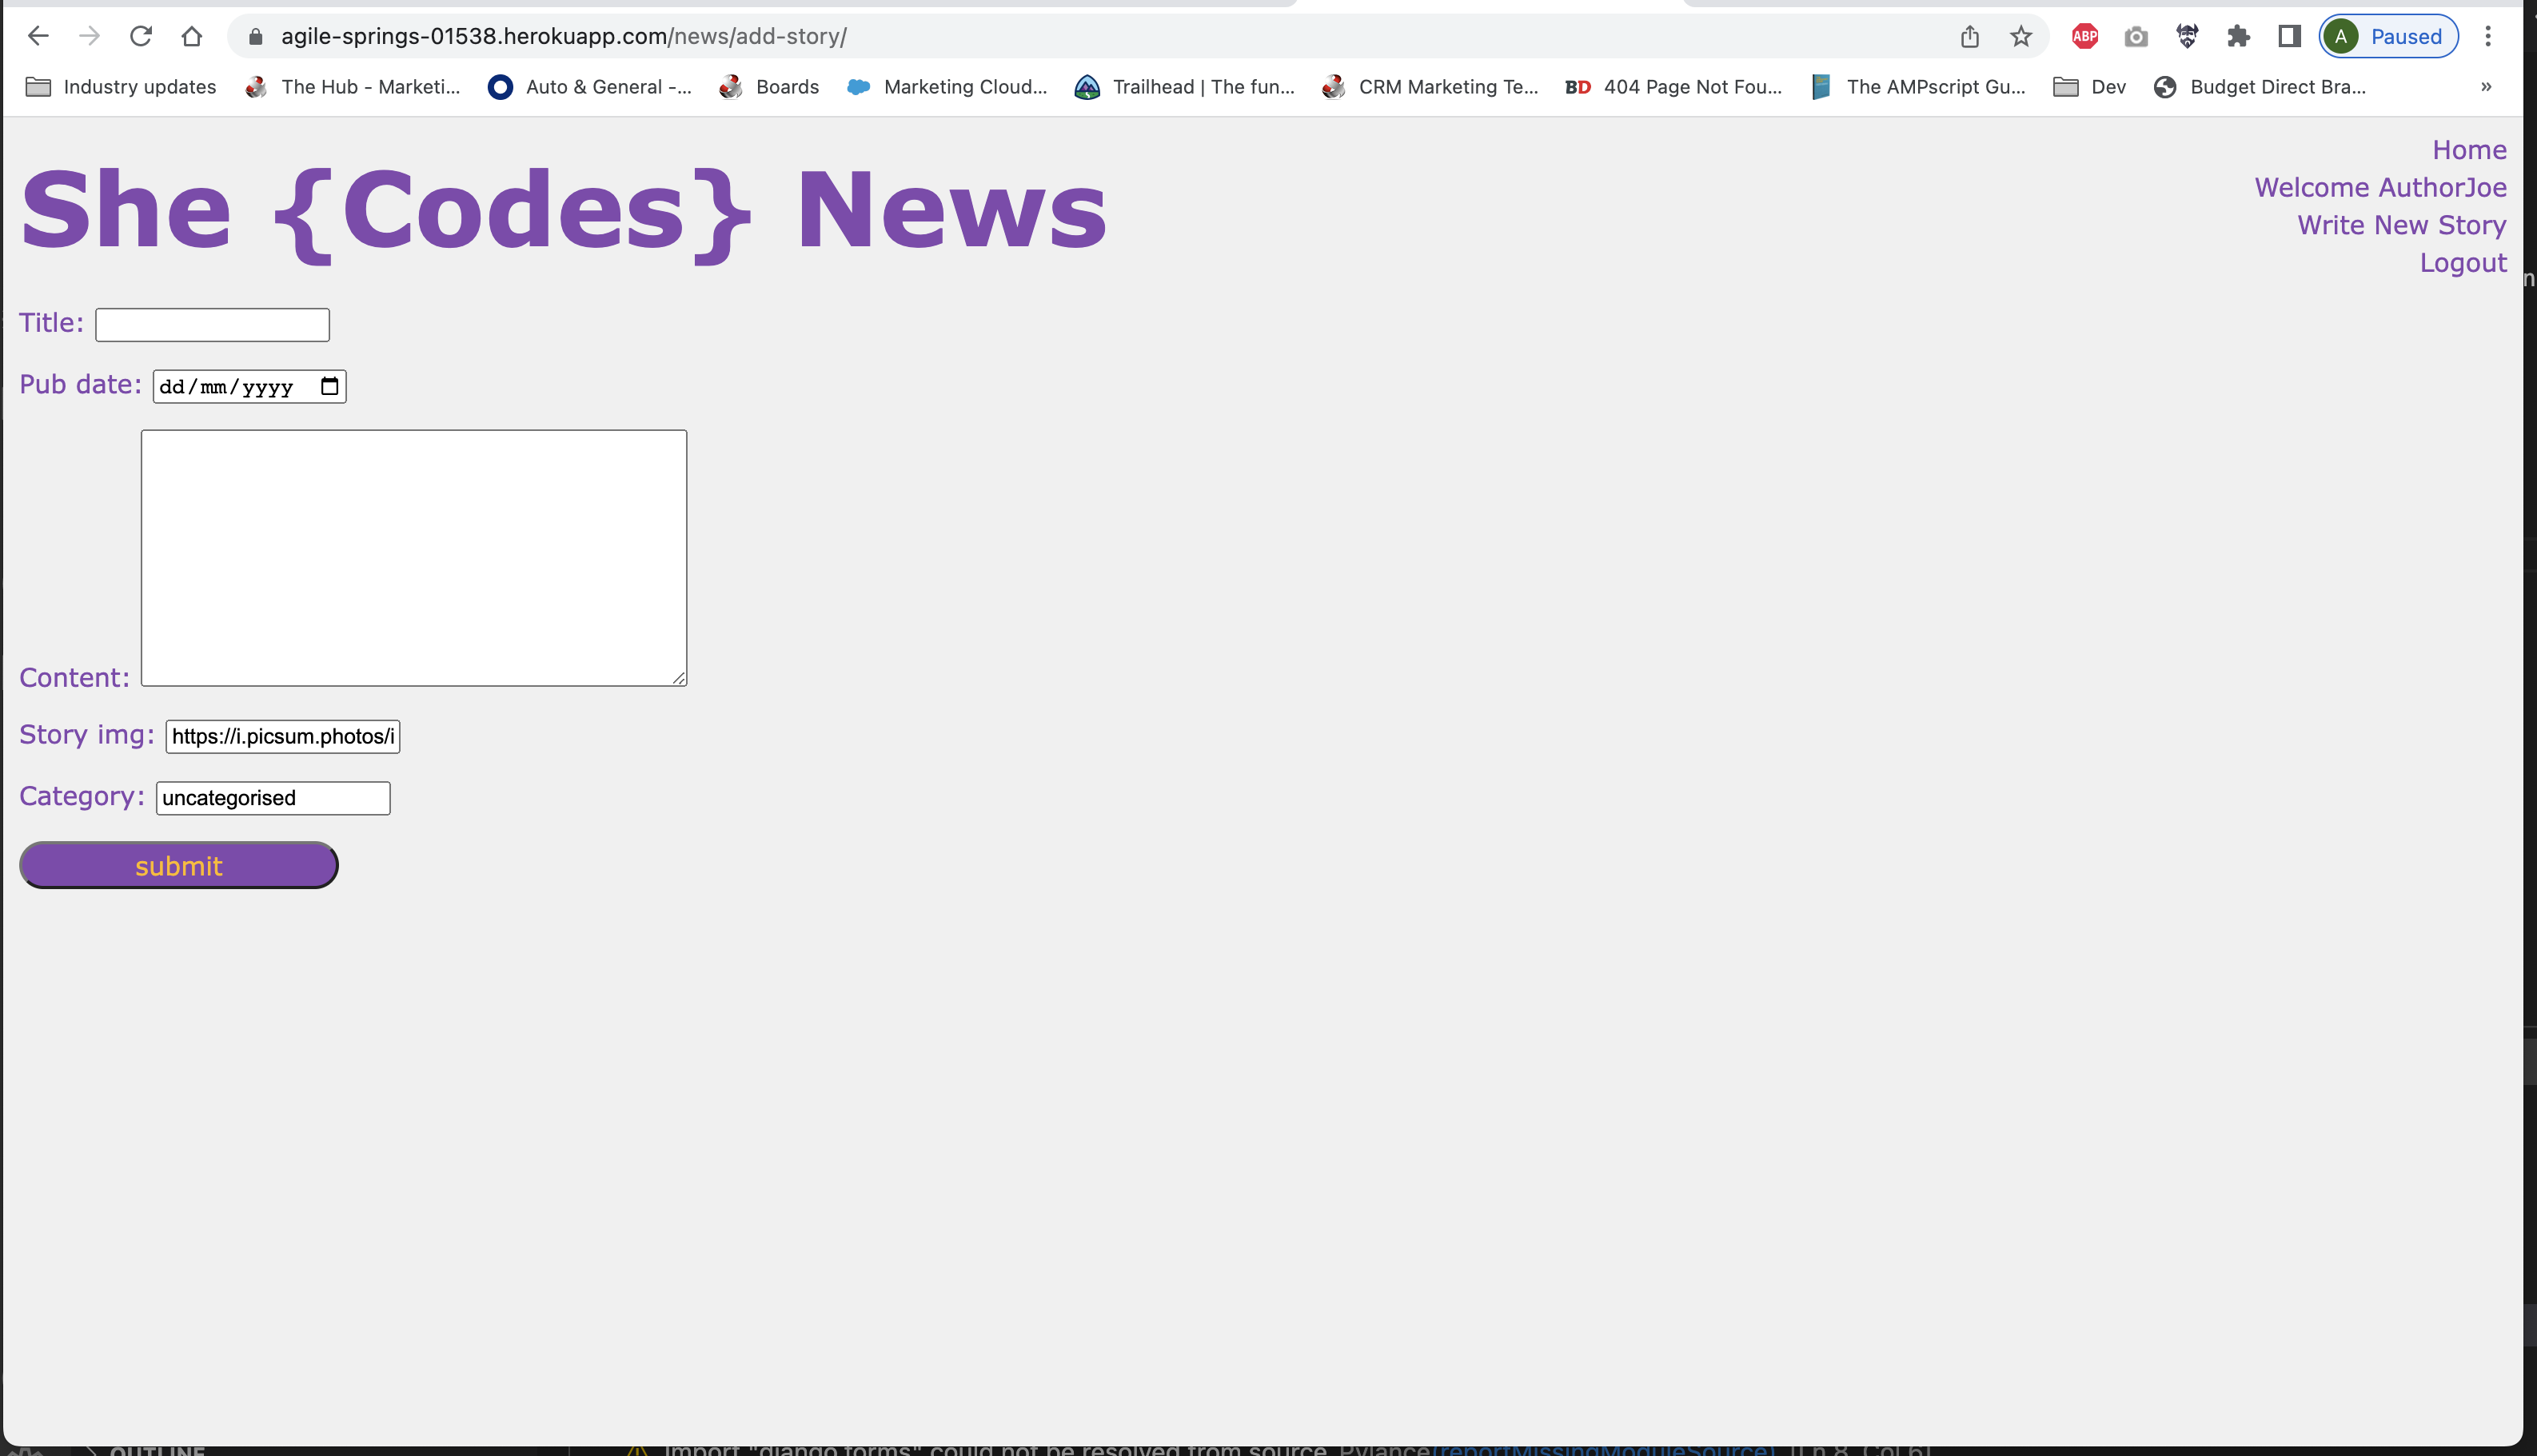 agile-springs-01538.herokuapp.com/news/add-story/
ABP
A
Paused
Industry updates
The Hub - Marketi...
Auto & General -...
Boards
Marketing Cloud...
Trailhead | The fun...
CRM Marketing Te...
BD
404 Page Not Fou...
The AMPscript Gu...
Dev
Budget Direct Bra...
»
She {Codes} News
Home
Welcome AuthorJoe
Write New Story
Logout
Title:
Pub date: dd/mm/yyyy
Content:
Story img: https://i.picsum.photos/i
Category: uncategorised
submit
OUTLINE
Import "django.forms" could not be resolved from source Pylance(reportMissingModuleSource) [Ln 8, Col 6]